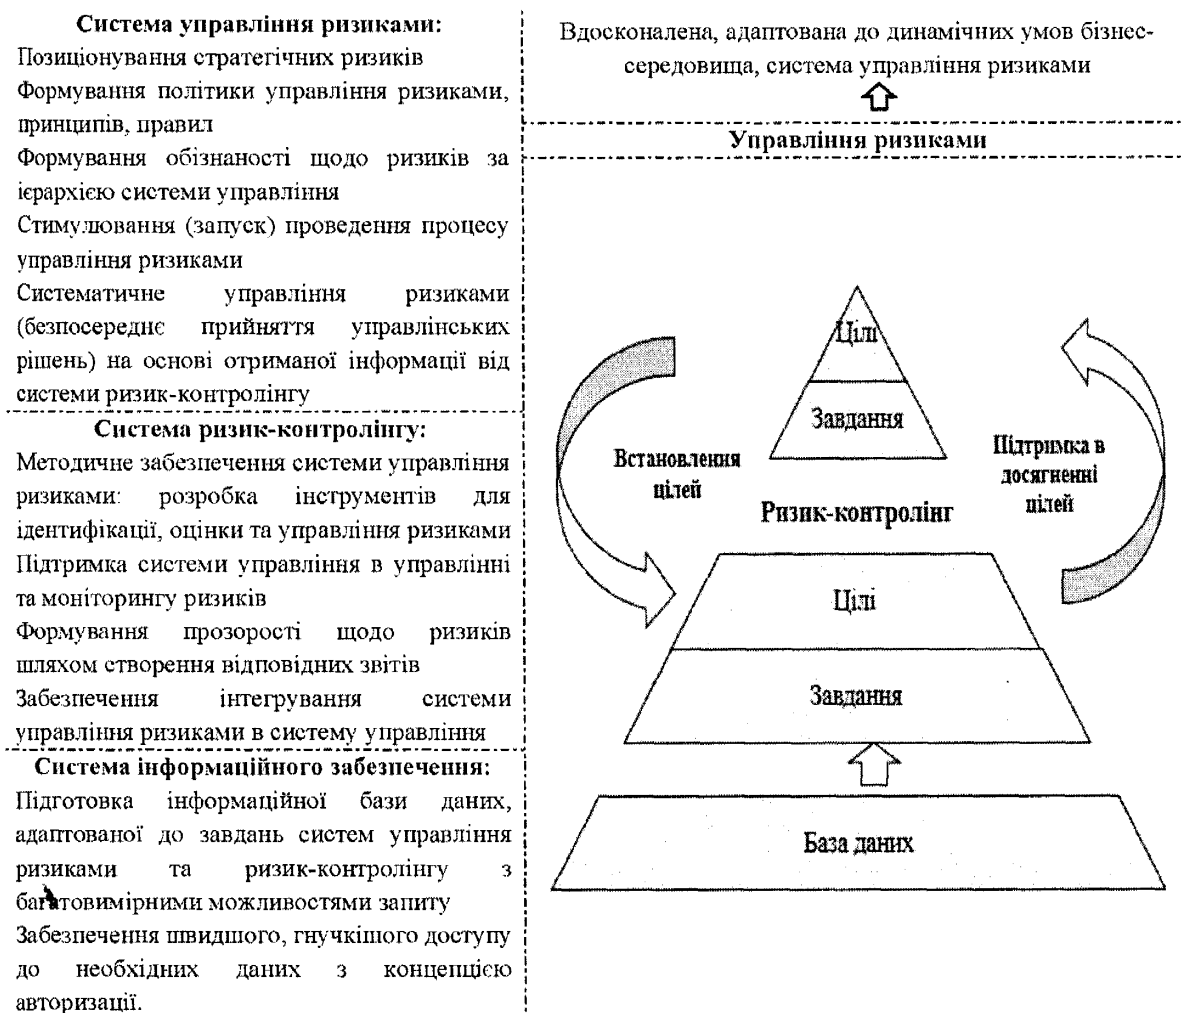 Система управління ризиками:
Позиціонування стратегічних ризиків
Формування політики управління ризиками,
принципів, правил
Формування обізнаності щодо ризиків за
ієрархією системи управління
Стимулювання (запуск) проведення процесу
управління ризиками
Систематичне управління ризиками
(безпосереднє прийняття управлінських
рішень) на основі отриманої інформації від
системи ризик-контролінгу
Система ризик-контролінгу:
Методичне забезпечення системи управління
ризиками: розробка інструментів для
ідентифікації, оцінки та управління ризиками
Підтримка системи управління в управлінні
та моніторингу ризиків
Формування прозорості щодо ризиків
шляхом створення відповідних звітів
Забезпечення інтегрування системи
управління ризиками в систему управління
Система інформаційного забезпечення:
Підготовка інформаційної бази даних,
адаптованої до завдань систем управління
ризиками та ризик-контролінгу з
багатовимірними можливостями запиту
Забезпечення швидшого, гнучкішого доступу
до необхідних даних з концепцією
авторизації.
Вдосконалена, адаптована до динамічних умов бізнес-
середовища, система управління ризиками
Управління ризиками
Цілі
Завдання
Встановлення
цілей
Підтримка в
досягненні
цілей
Ризик-контролінг
Цілі
Завдання
База даних